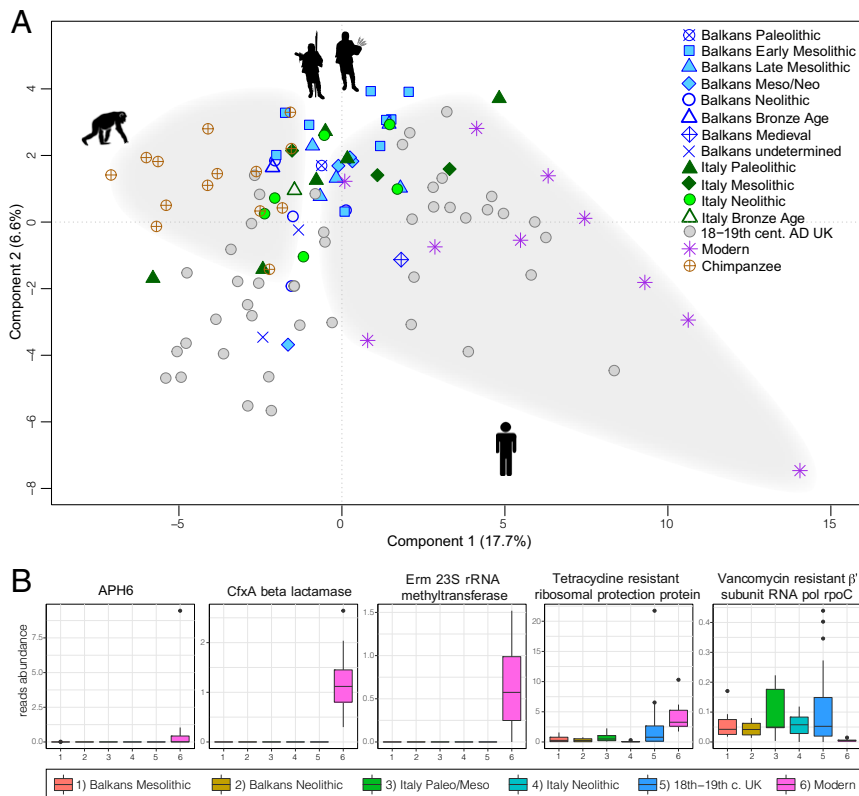 A
Component 2 (6.6%)
4
2
0
−2
−4
−6
−8
−5
0
5
10
15
Component 1 (17.7%)
Balkans Paleolithic
Balkans Early Mesolithic
Balkans Late Mesolithic
Balkans Meso/Neo
Balkans Neolithic
Balkans Bronze Age
Balkans Medieval
Balkans undetermined
Italy Paleolithic
Italy Mesolithic
Italy Neolithic
Italy Bronze Age
18−19th cent. AD UK
Modern
Chimpanzee
B
reads abundance
APH6
7.5
5.0
2.5
0.0
1 2 3 4 5 6
CfxA beta lactamase
2
1
0
1 2 3 4 5 6
Erm 23S rRNA
methyltransferase
1.5
1.0
0.5
0.0
1 2 3 4 5 6
Tetracycline resistant
ribosomal protection protein
20
15
10
5
0
1 2 3 4 5 6
Vancomycin resistant β'
subunit RNA pol rpoC
0.4
0.3
0.2
0.1
0.0
1 2 3 4 5 6
1) Balkans Mesolithic 2) Balkans Neolithic 3) Italy Paleo/Meso 4) Italy Neolithic 5) 18th−19th c. UK 6) Modern